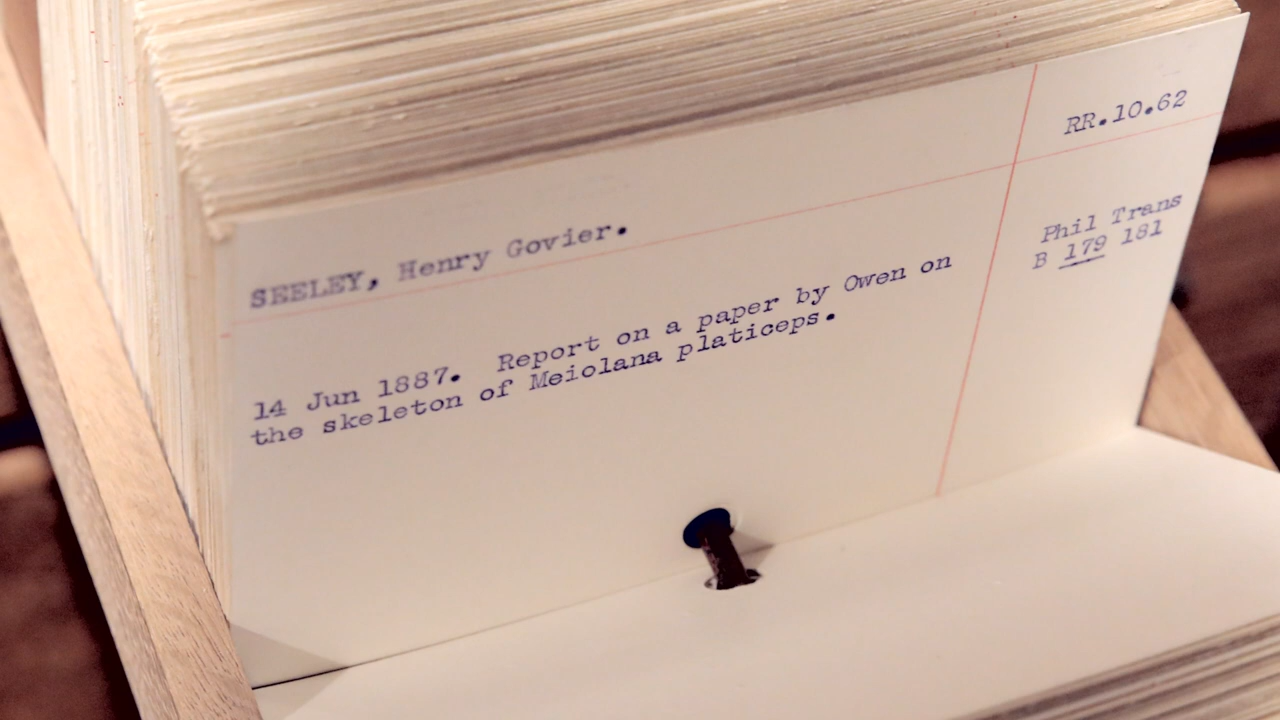 RR.10.62
SEELEY, Henry Govier.
Phil Trans
B 179 181
14 Jun 1887. Report on a paper by Owen on
the skeleton of Meiolana platiceps.